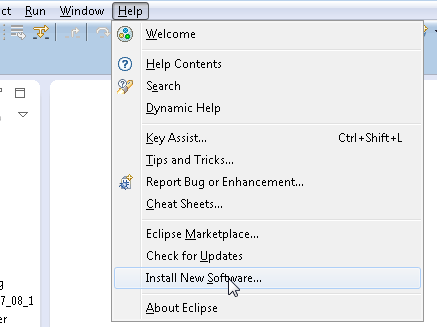 ct Run Window Help
Welcome
Help Contents
Search
Dynamic Help
Key Assist... Ctrl+Shift+L
Tips and Tricks...
Report Bug or Enhancement...
Cheat Sheets...
Eclipse Marketplace...
Check for Updates
Install New Software...
About Eclipse
g
7_08_1
er